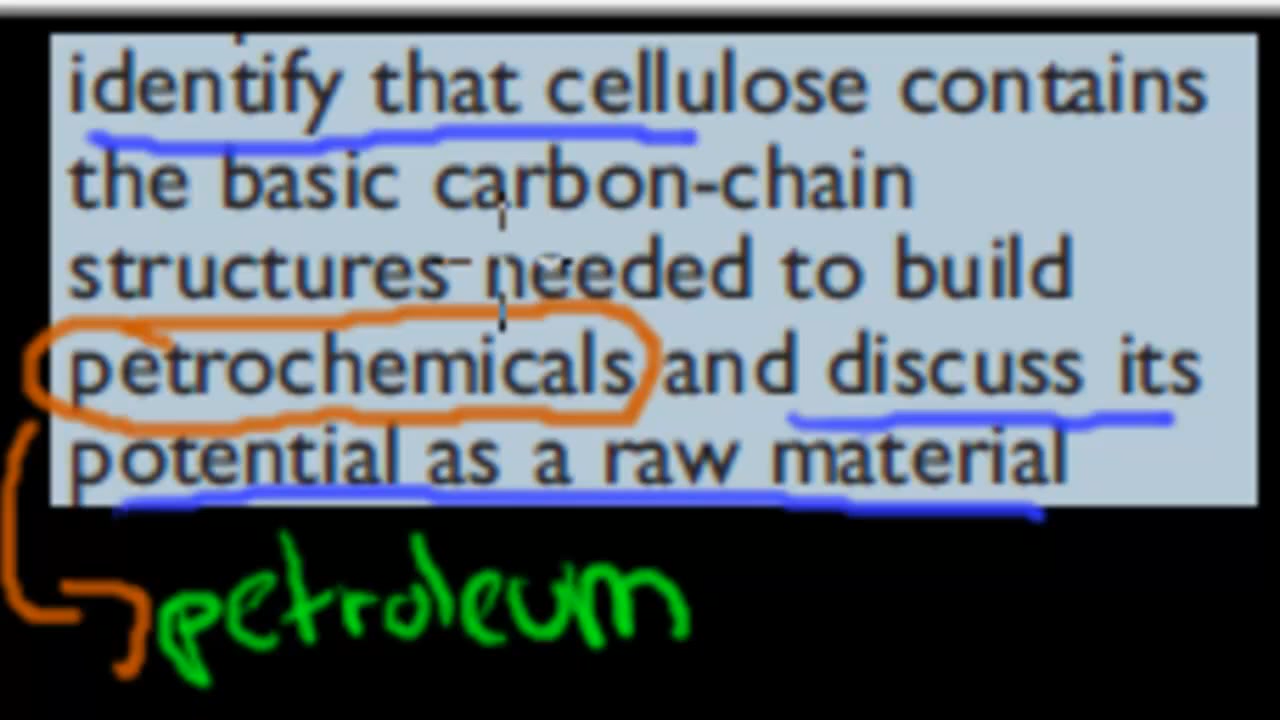 identify that cellulose contains
the basic carbon-chain
structures needed to build
petrochemicals and discuss its
potential as a raw material
petroleum